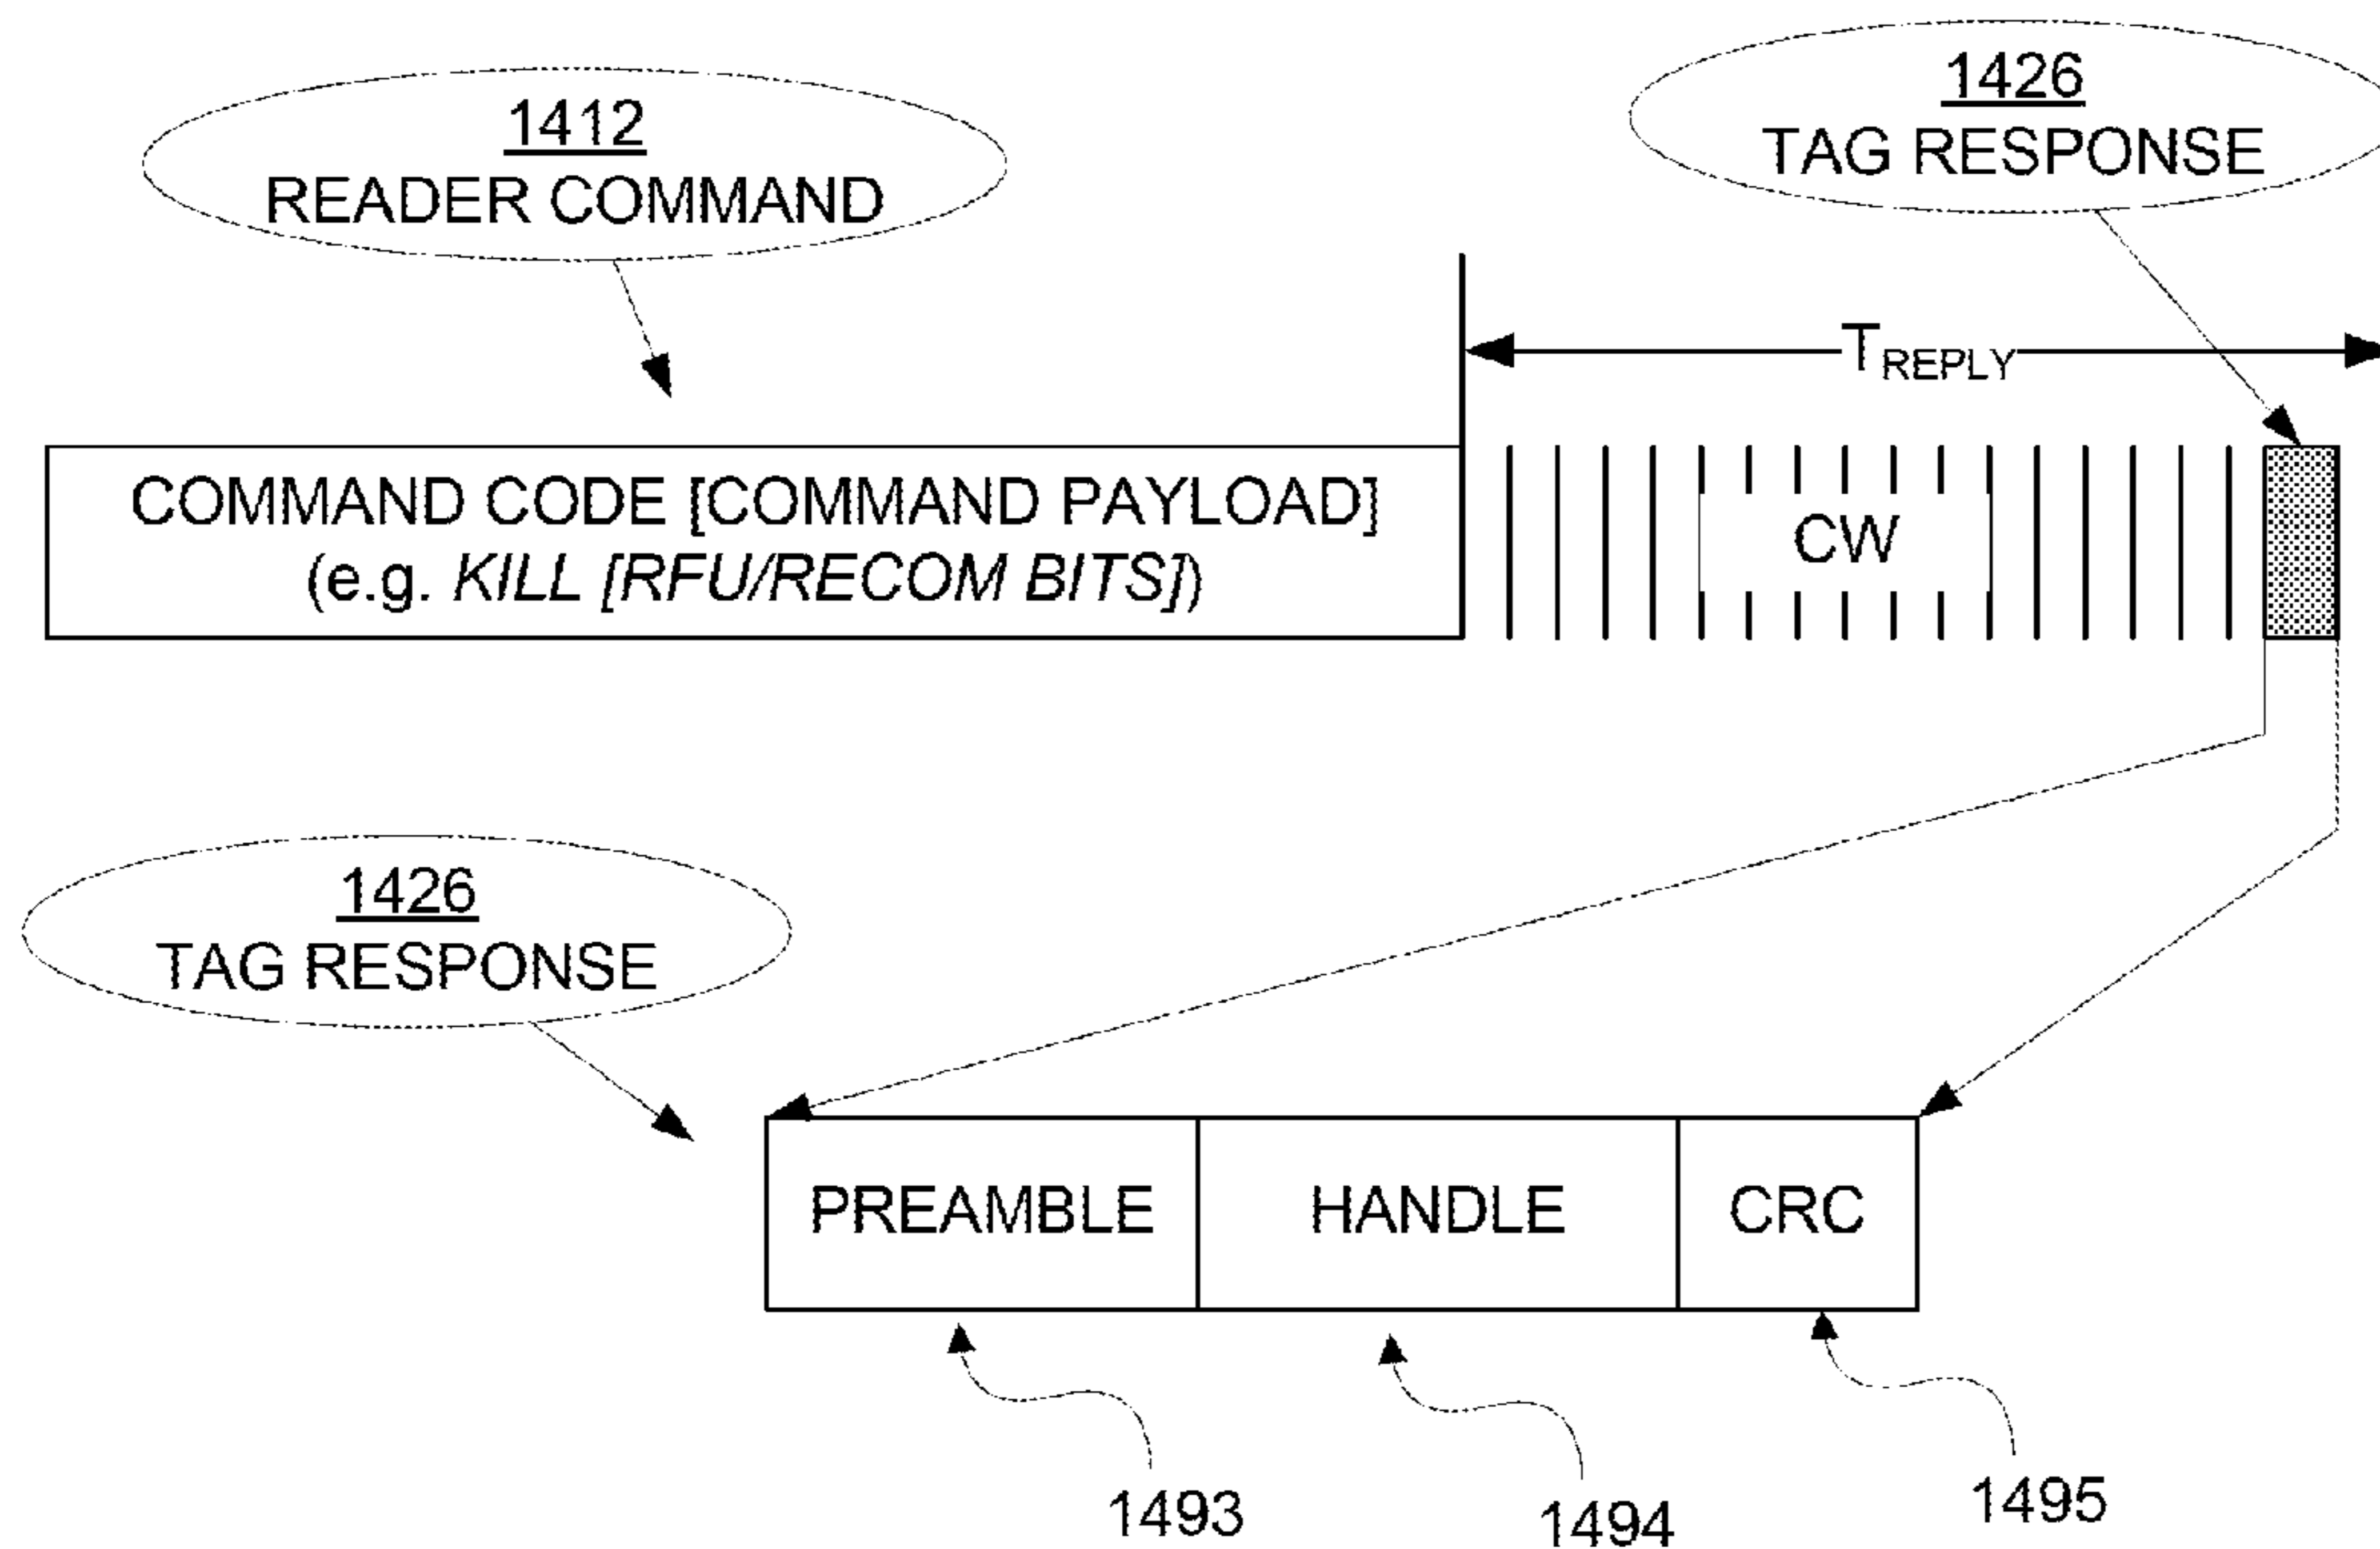 1412
READER COMMAND
1426
TAG RESPONSE
TREPLY
COMMAND CODE [COMMAND PAYLOAD]
(e.g. KILL [RFU/RECOM BITS])
CW
1426
TAG RESPONSE
PREAMBLE
HANDLE
CRC
1493
1494
1495